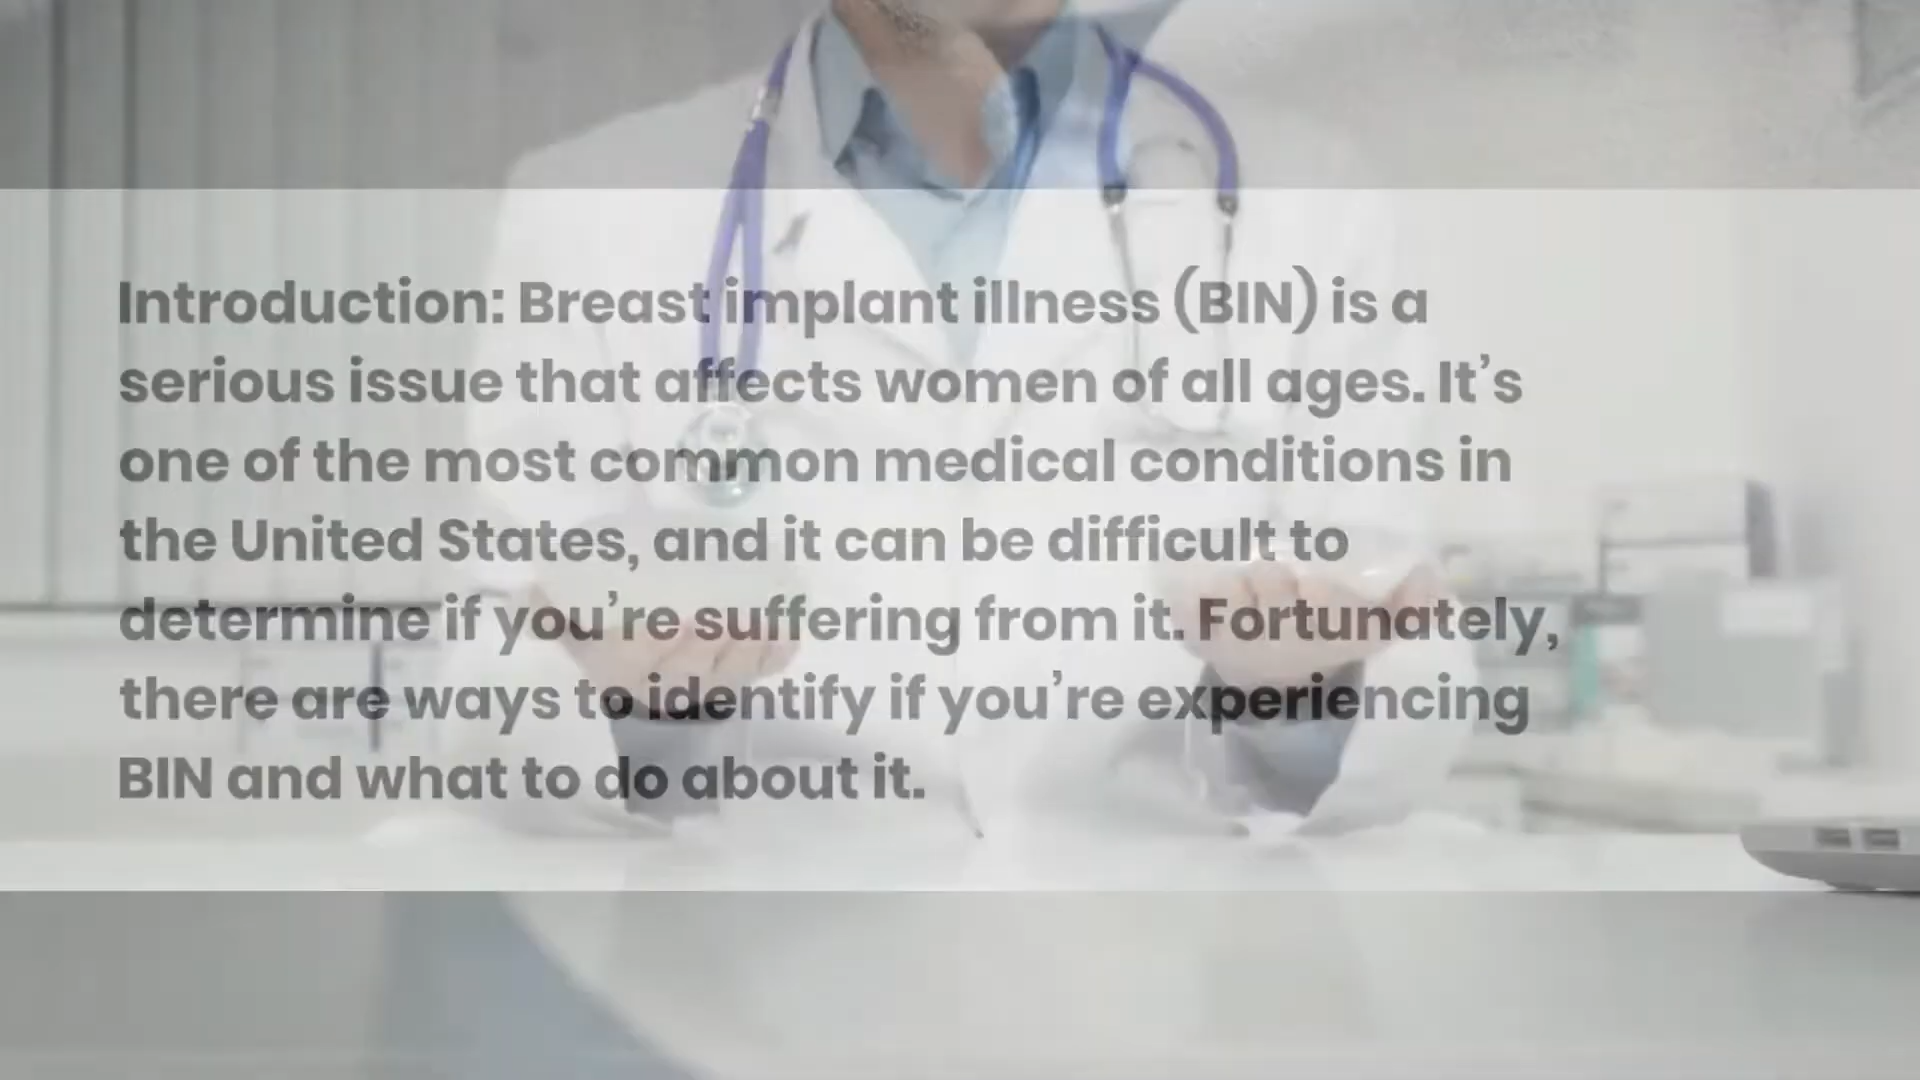 Introduction: Breast implant illness (BIN) is a
serious issue that affects women of all ages. It’s
one of the most common medical conditions in
the United States, and it can be difficult to
determine if you’re suffering from it. Fortunately,
there are ways to identify if you’re experiencing
BIN and what to do about it.